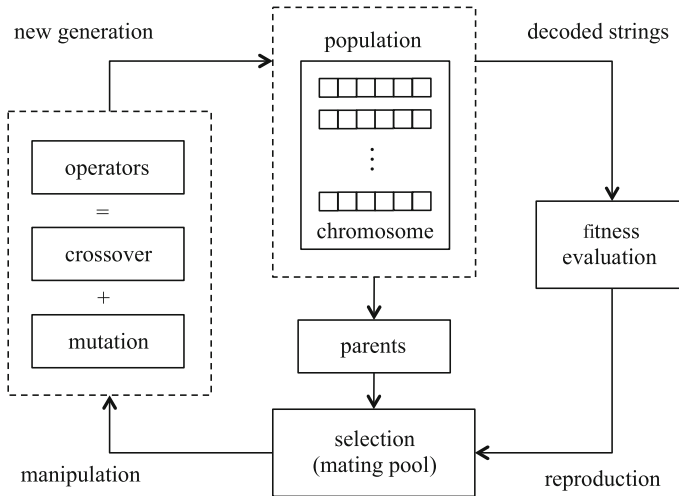 new generation
population
decoded strings
operators
=
crossover
+
mutation
chromosome
fitness
evaluation
parents
selection
(mating pool)
manipulation
reproduction